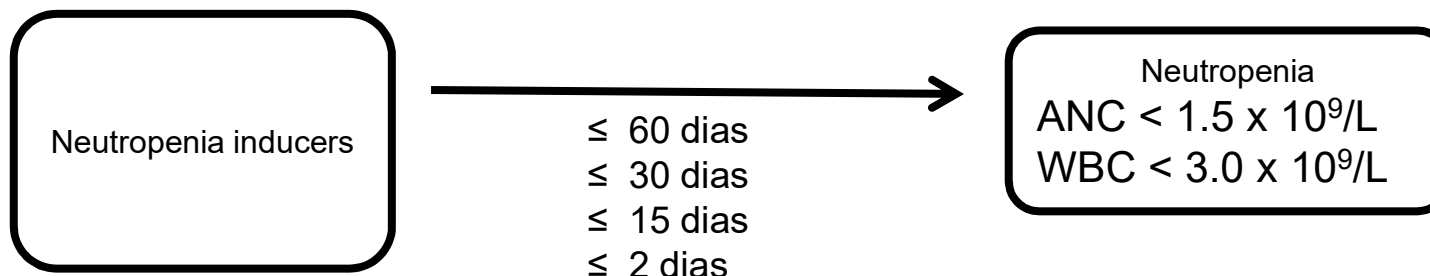 Neutropenia inducers
≤ 60 dias
≤ 30 dias
≤ 15 dias
≤ 2 dias
Neutropenia
ANC < 1.5 x 10⁹/L
WBC < 3.0 x 10⁹/L